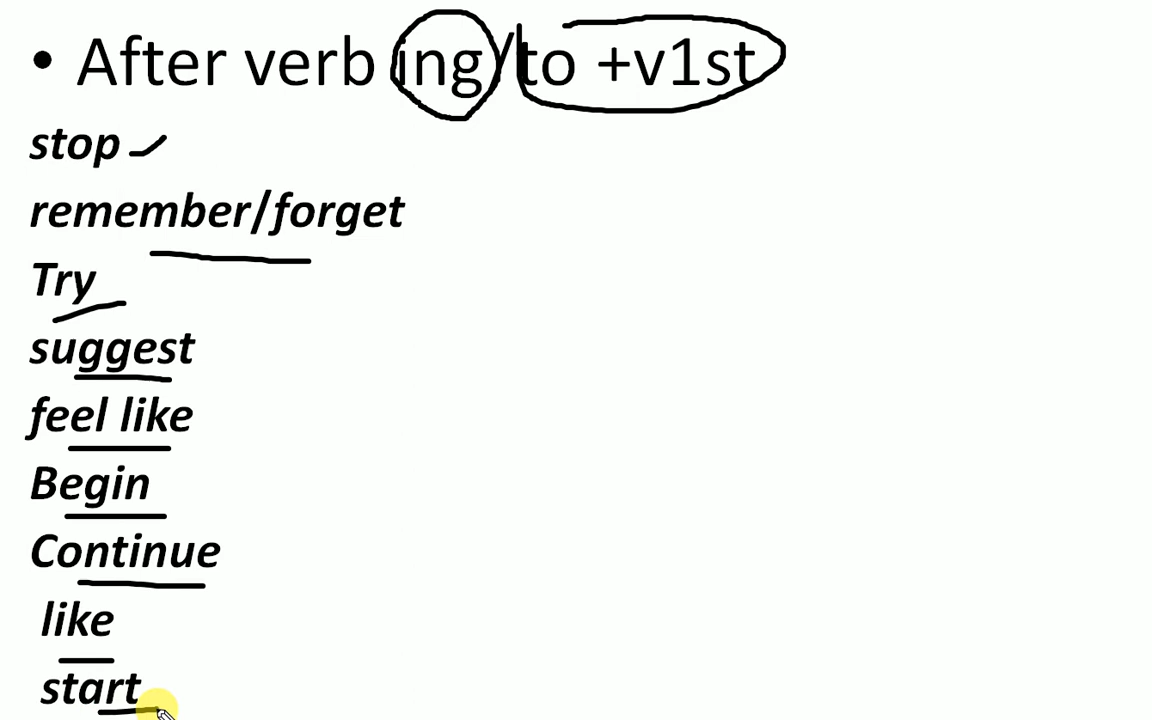 • After verb ing/to +v1st
stop
remember/forget
Try
suggest
feel like
Begin
Continue
like
start